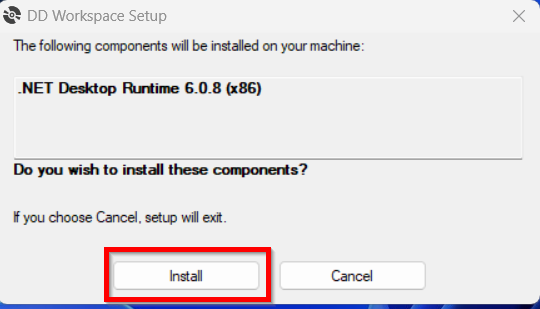 DD Workspace Setup
The following components will be installed on your machine:
.NET Desktop Runtime 6.0.8 (x86)
Do you wish to install these components?
If you choose Cancel, setup will exit.
Install
Cancel